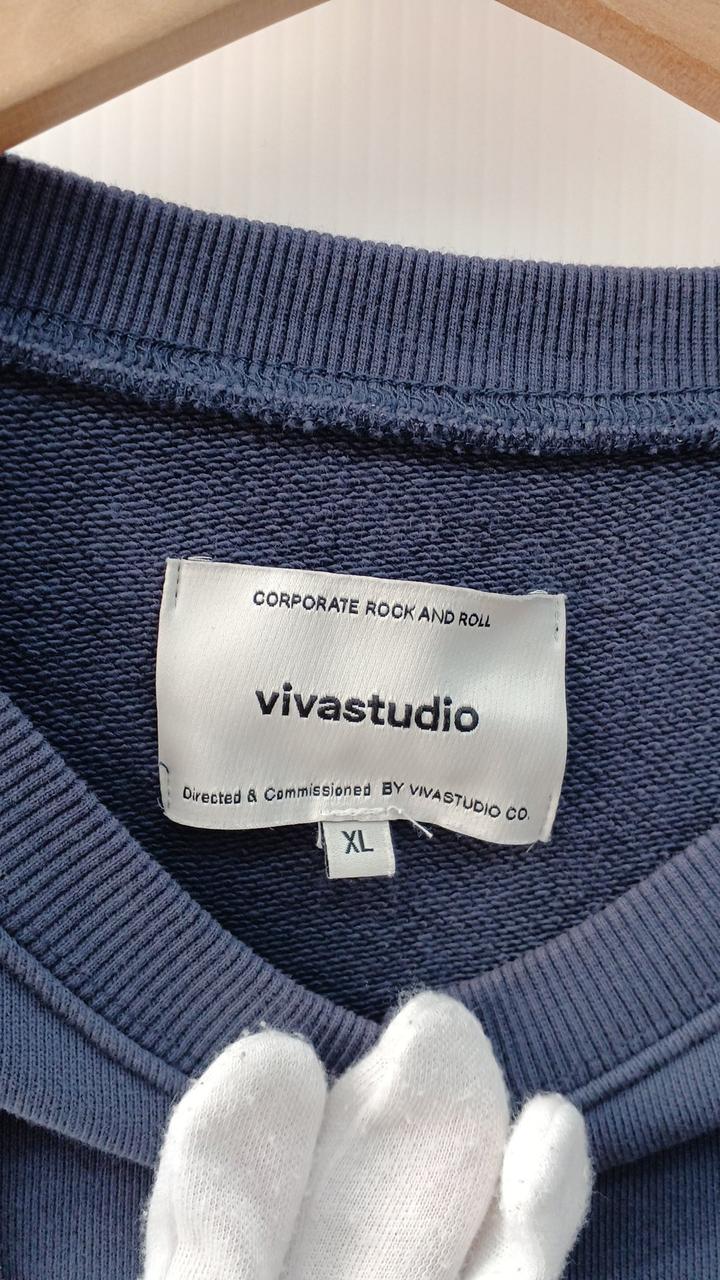 CORPORATE ROCK AND ROLL
vivastudio
Directed & Commissioned BY VIVASTUDIO CO.
XL